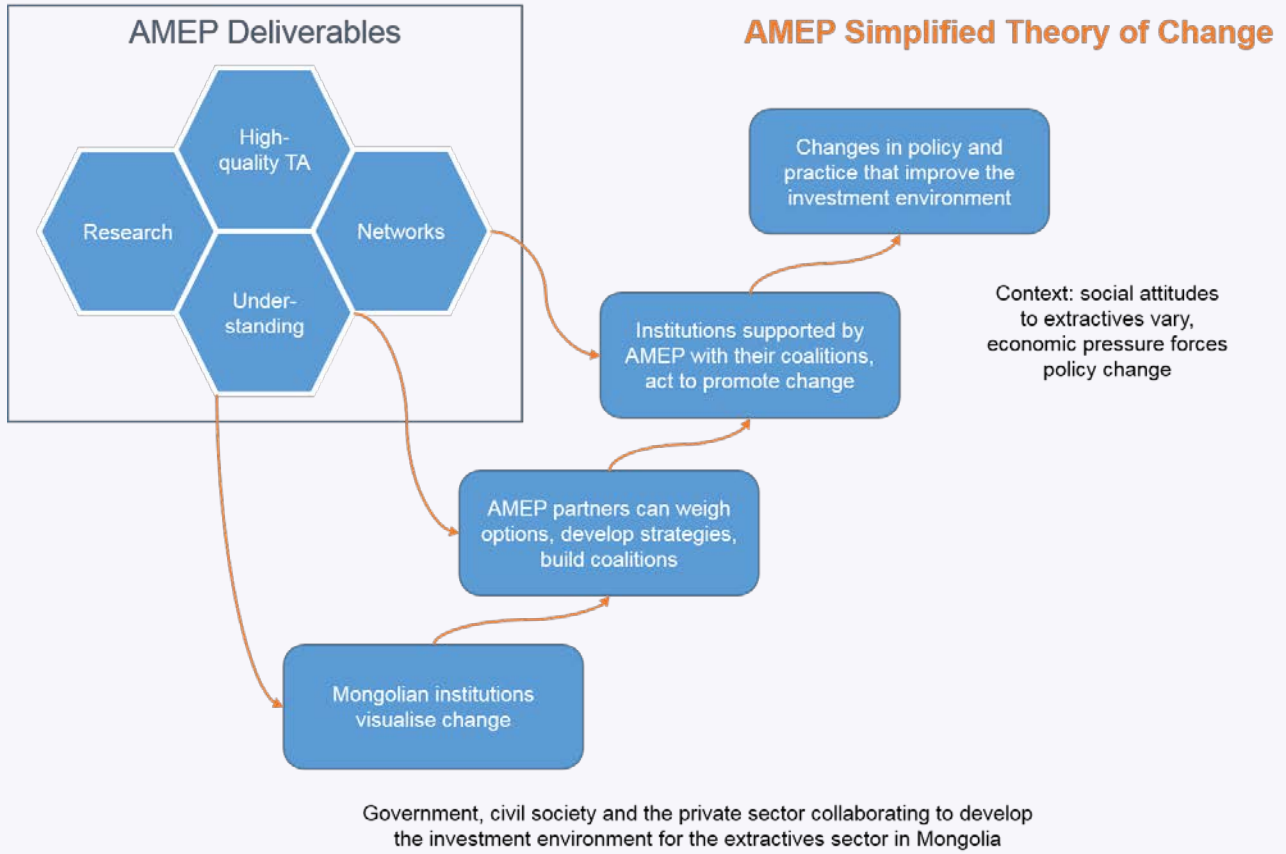 AMEP Deliverables
AMEP Simplified Theory of Change
High-
quality TA
Research
Networks
Under-
standing
Changes in policy and
practice that improve the
investment environment
Context: social attitudes
to extractives vary,
economic pressure forces
policy change
Institutions supported by
AMEP with their coalitions,
act to promote change
AMEP partners can weigh
options, develop strategies,
build coalitions
Mongolian institutions
visualise change
Government, civil society and the private sector collaborating to develop
the investment environment for the extractives sector in Mongolia